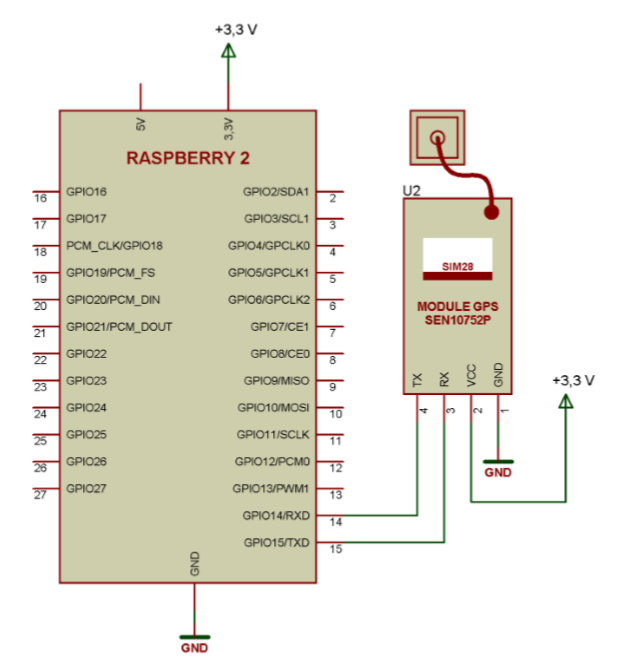 +3,3 V
5V
3,3V
RASPBERRY 2
16 GPIO16
17 GPIO17
18 PCM_CLK/GPIO18
19 GPIO19/PCM_FS
20 GPIO20/PCM_DIN
21 GPIO21/PCM_DOUT
22 GPIO22
23 GPIO23
24 GPIO24
25 GPIO25
26 GPIO26
27 GPIO27
GPIO2/SDA1 2
GPIO3/SCL1 3
GPIO4/GPCLK0 4
GPIO5/GPCLK1 5
GPIO6/GPCLK2 6
GPIO7/CE1 7
GPIO8/CE0 8
GPIO9/MISO 9
GPIO10/MOSI 10
GPIO11/SCLK 11
GPIO12/PCM0 12
GPIO13/PWM1 13
GPIO14/RXD 14
GPIO15/TXD 15
GND
GND
U2
SIM28
MODULE GPS
SEN10752P
TX
RX
VCC
GND
4
3
2
1
+3,3 V
GND